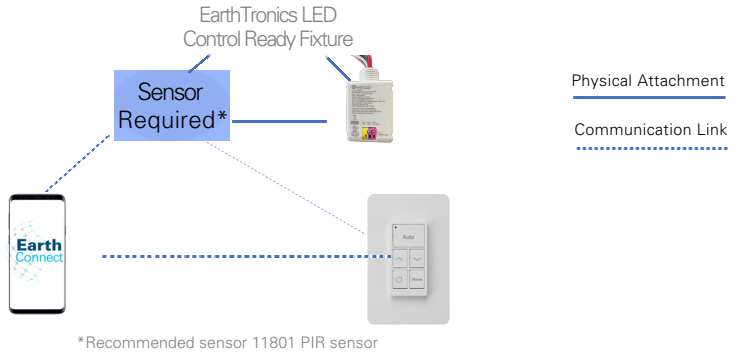 EarthTronics LED
Control Ready Fixture
Sensor
Required*
Physical Attachment
Communication Link
Auto
Earth
Connect
*Recommended sensor 11801 PIR sensor